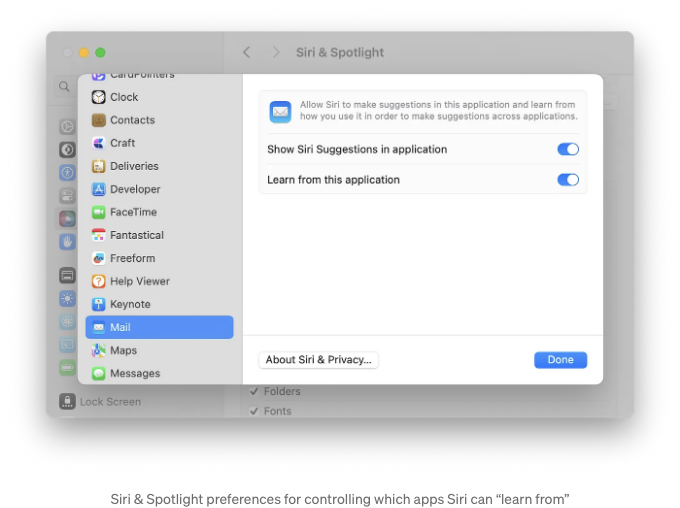 Siri & Spotlight
CardPointers
Clock
Contacts
Craft
Deliveries
Developer
FaceTime
Fantastical
Freeform
Help Viewer
Keynote
Mail
Maps
Messages
Lock Screen
Allow Siri to make suggestions in this application and learn from
how you use it in order to make suggestions across applications.
Show Siri Suggestions in application
Learn from this application
About Siri & Privacy...
Done
Folders
Fonts
Siri & Spotlight preferences for controlling which apps Siri can “learn from”